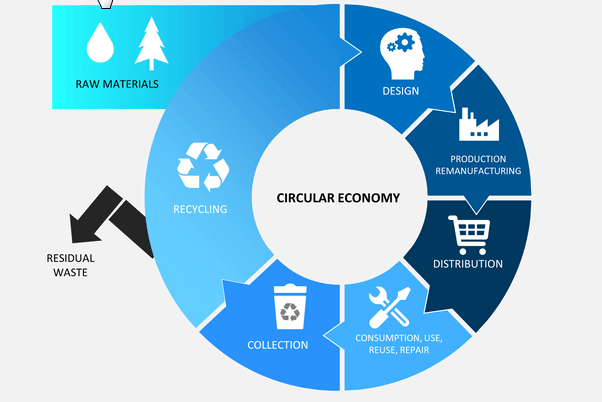 RAW MATERIALS
DESIGN
PRODUCTION
REMANUFACTURING
CIRCULAR ECONOMY
RECYCLING
DISTRIBUTION
RESIDUAL
WASTE
CONSUMPTION, USE,
REUSE, REPAIR
COLLECTION